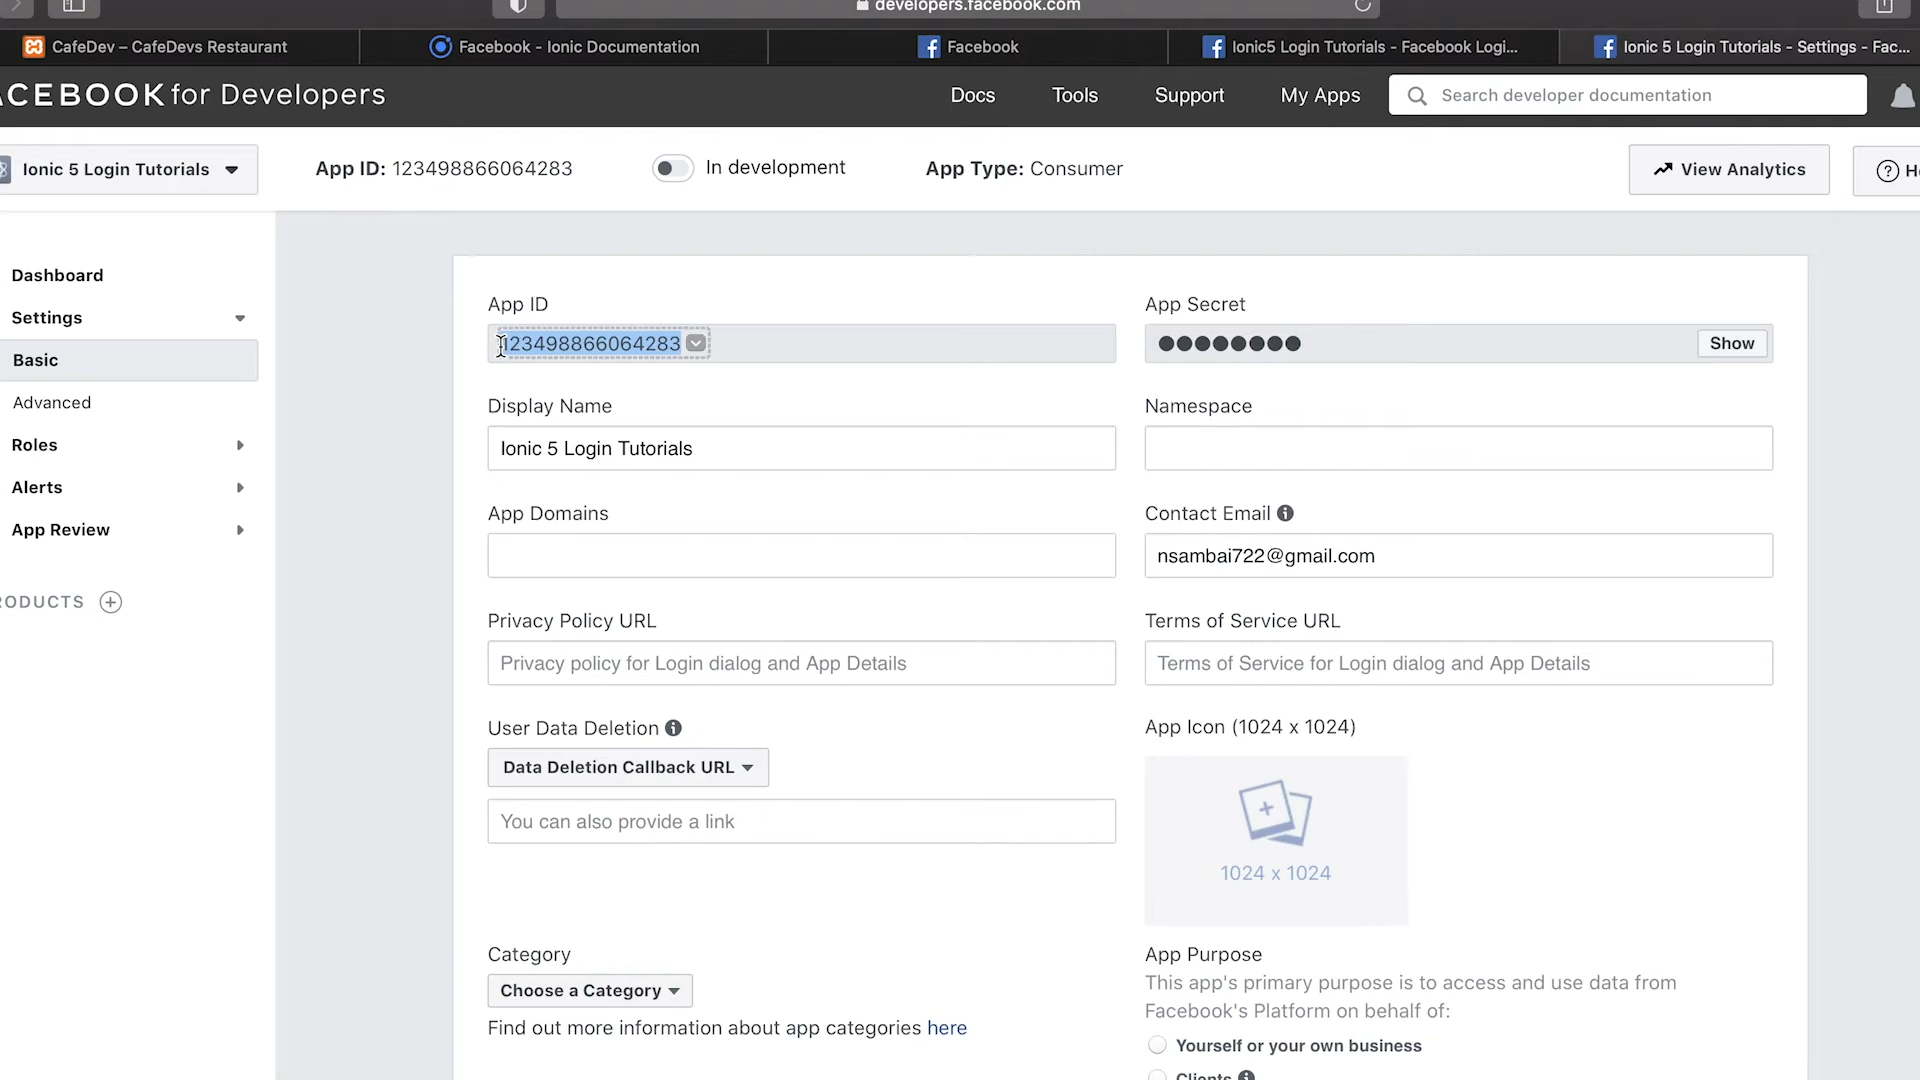 developers.facebook.com
CafeDev – CafeDevs Restaurant
Facebook - Ionic Documentation
Facebook
Ionic5 Login Tutorials - Facebook Logi...
Ionic 5 Login Tutorials - Settings - Fac...
ACEBOOK for Developers
Docs
Tools
Support
My Apps
Search developer documentation
Ionic 5 Login Tutorials
App ID: 123498866064283
In development
App Type: Consumer
View Analytics
Dashboard
Settings
Basic
Advanced
Roles
Alerts
App Review
RODUCTS
App ID
123498866064283
App Secret
Show
Display Name
Ionic 5 Login Tutorials
Namespace
App Domains
Contact Email
nsambai722@gmail.com
Privacy Policy URL
Privacy policy for Login dialog and App Details
Terms of Service URL
Terms of Service for Login dialog and App Details
User Data Deletion
Data Deletion Callback URL
You can also provide a link
App Icon (1024 x 1024)
1024 x 1024
Category
Choose a Category
Find out more information about app categories here
App Purpose
This app's primary purpose is to access and use data from
Facebook's Platform on behalf of:
Yourself or your own business
Clients